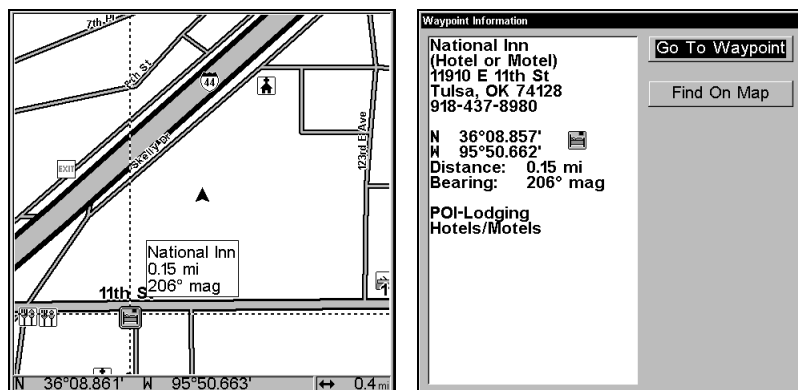 7th Pl
8th St
44
EXIT
Skelly Dr
123rd E Ave
National Inn
0.15 mi
206° mag
11th S
1
N 36°08.861' W 95°50.663' ↔ 0.4 mi
Waypoint Information
National Inn
(Hotel or Motel)
11910 E 11th St
Tulsa, OK 74128
918-437-8980
N 36°08.857'
W 95°50.662'
Distance: 0.15 mi
Bearing: 206° mag
POI-Lodging
Hotels/Motels
Go To Waypoint
Find On Map